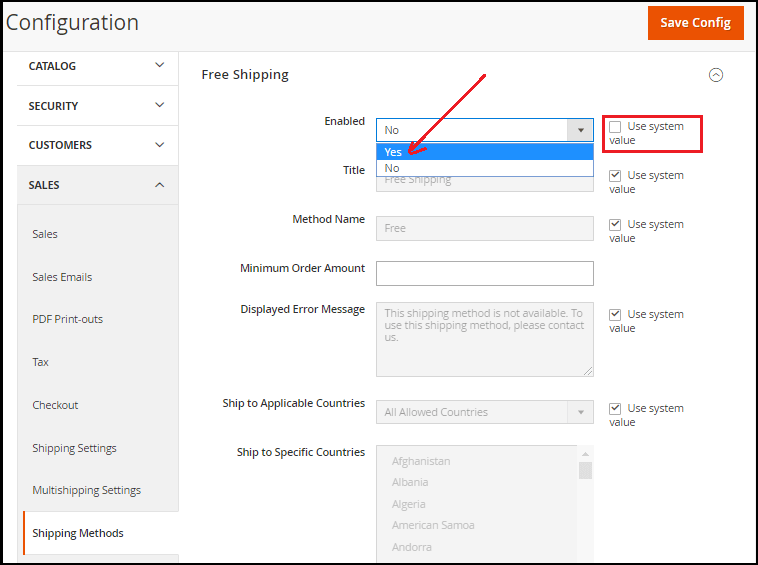 Configuration
Save Config
CATALOG
SECURITY
CUSTOMERS
SALES
Sales
Sales Emails
PDF Print-outs
Tax
Checkout
Shipping Settings
Multishipping Settings
Shipping Methods
Free Shipping
Enabled
No
Yes
No
Use system
value
Title
Free Shipping
Use system
value
Method Name
Free
Use system
value
Minimum Order Amount
Displayed Error Message
This shipping method is not available. To
use this shipping method, please contact
us.
Use system
value
Ship to Applicable Countries
All Allowed Countries
Use system
value
Ship to Specific Countries
Afghanistan
Albania
Algeria
American Samoa
Andorra